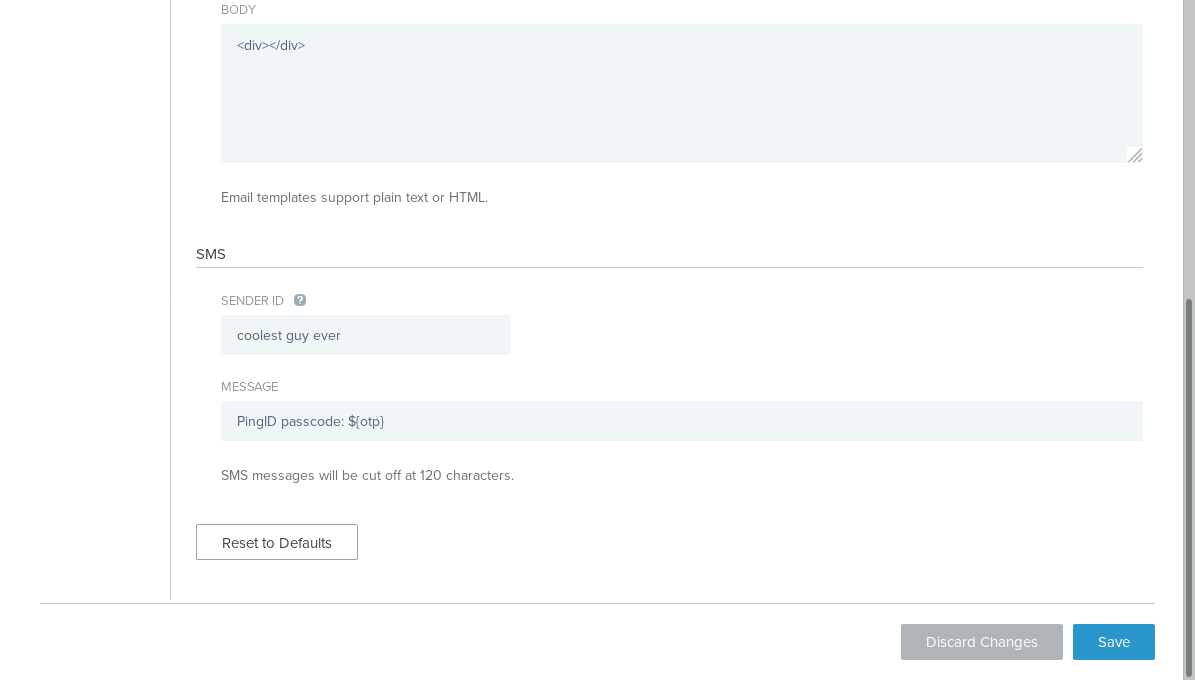 BODY
<div></div>
Email templates support plain text or HTML.
SMS
SENDER ID ?
coolest guy ever
MESSAGE
PingID passcode: ${otp}
SMS messages will be cut off at 120 characters.
Reset to Defaults
Discard Changes Save